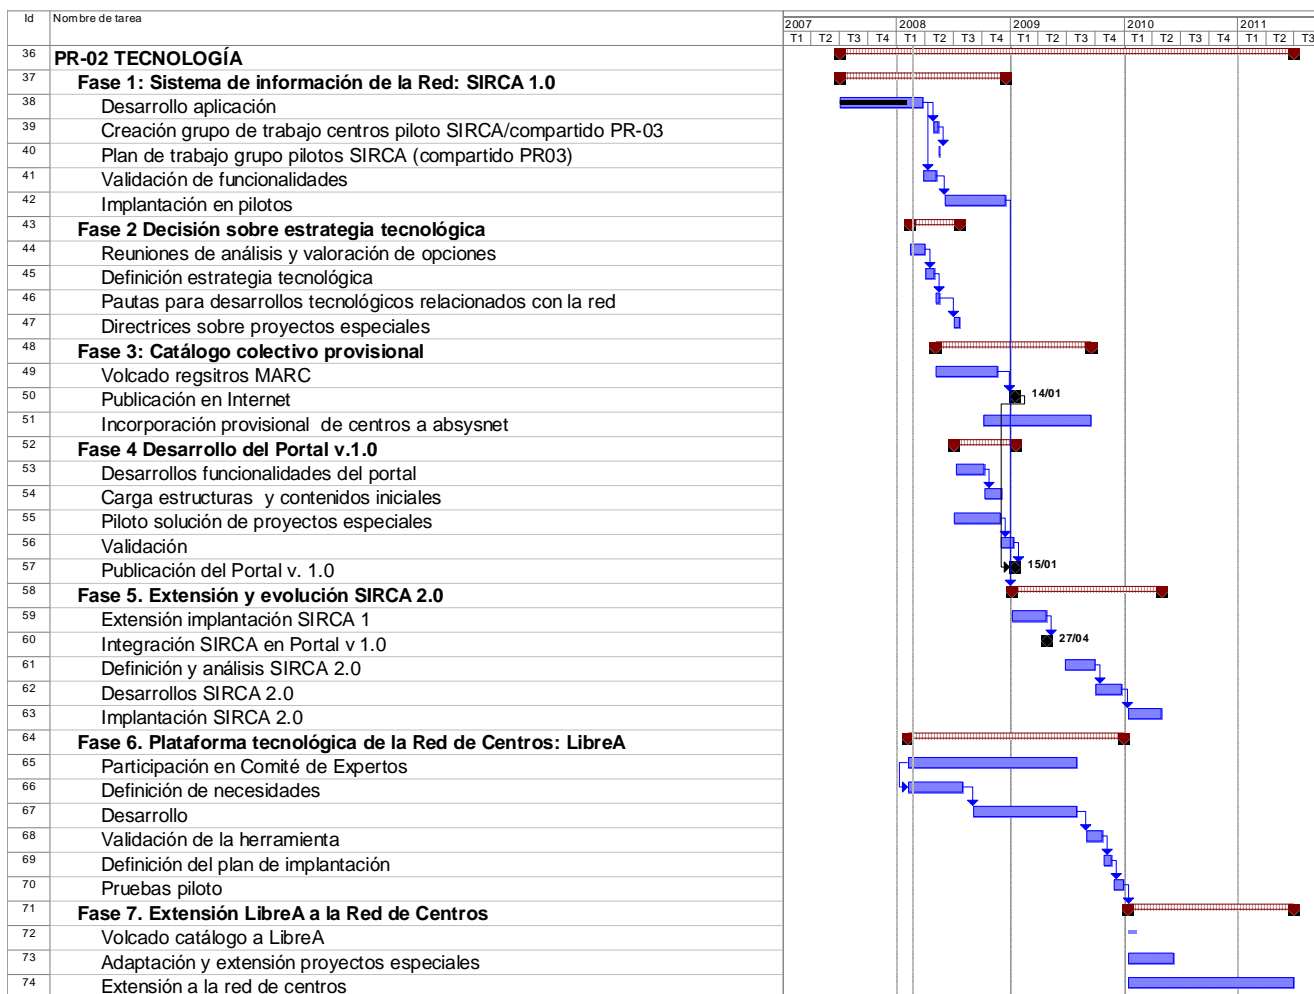 Id Nombre de tarea 2007 2008 2009 2010 2011
T1 T2 T3 T4 T1 T2 T3 T4 T1 T2 T3 T4 T1 T2 T3 T4 T1 T2 T3
36 PR-02 TECNOLOGÍA
37 Fase 1: Sistema de información de la Red: SIRCA 1.0
38 Desarrollo aplicación
39 Creación grupo de trabajo centros piloto SIRCA/compartido PR-03
40 Plan de trabajo grupo pilotos SIRCA (compartido PR03)
41 Validación de funcionalidades
42 Implantación en pilotos
43 Fase 2 Decisión sobre estrategia tecnológica
44 Reuniones de análisis y valoración de opciones
45 Definición estrategia tecnológica
46 Pautas para desarrollos tecnológicos relacionados con la red
47 Directrices sobre proyectos especiales
48 Fase 3: Catálogo colectivo provisional
49 Volcado regsitros MARC
50 Publicación en Internet 14/01
51 Incorporación provisional de centros a absysnet
52 Fase 4 Desarrollo del Portal v.1.0
53 Desarrollos funcionalidades del portal
54 Carga estructuras y contenidos iniciales
55 Piloto solución de proyectos especiales
56 Validación
57 Publicación del Portal v. 1.0 15/01
58 Fase 5. Extensión y evolución SIRCA 2.0
59 Extensión implantación SIRCA 1
60 Integración SIRCA en Portal v 1.0 27/04
61 Definición y análisis SIRCA 2.0
62 Desarrollos SIRCA 2.0
63 Implantación SIRCA 2.0
64 Fase 6. Plataforma tecnológica de la Red de Centros: LibreA
65 Participación en Comité de Expertos
66 Definición de necesidades
67 Desarrollo
68 Validación de la herramienta
69 Definición del plan de implantación
70 Pruebas piloto
71 Fase 7. Extensión LibreA a la Red de Centros
72 Volcado catálogo a LibreA
73 Adaptación y extensión proyectos especiales
74 Extensión a la red de centros